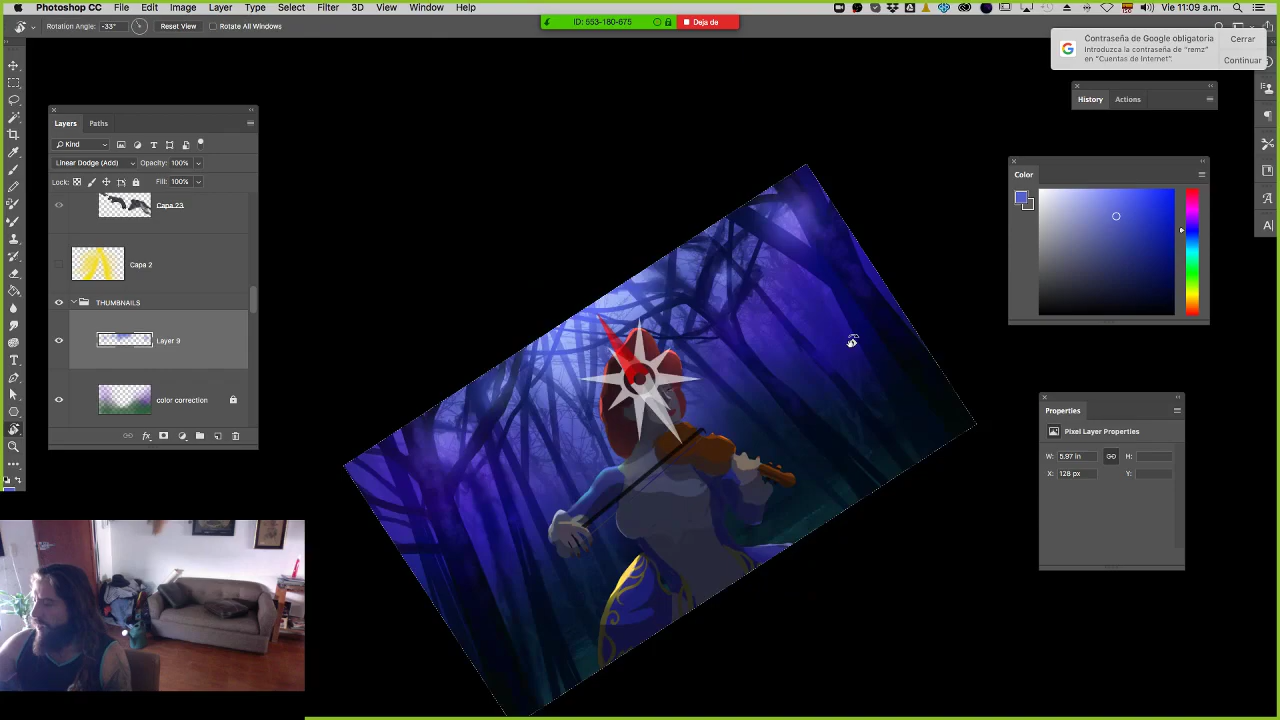 Photoshop CC File Edit Image Layer Type Select Filter 3D View Window Help
Vie 11:09 a.m.
Rotation Angle: -33° Reset View Rotate All Windows
ID: 553-180-675 Deja de
Contraseña de Google obligatoria
Introduzca la contraseña de "remz"
en "Cuentas de Internet".
Cerrar
Continuar
History Actions
Layers Paths
Kind
Linear Dodge (Add) Opacity: 100%
Lock: Fill: 100%
Capa 23
Capa 2
THUMBNAILS
Layer 9
color correction
Color
Properties
Pixel Layer Properties
W: 5.97 in H:
X: 128 px Y: